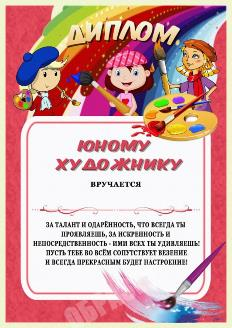 ДИПЛОМ
ЮНОМУ
ХУДОЖНИКУ
ВРУЧАЕТСЯ
ЗА ТАЛАНТ И ОДАРЁННОСТЬ, ЧТО ВСЕГДА ТЫ
ПРОЯВЛЯЕШЬ, ЗА ИСКРЕННОСТЬ И
НЕПОСРЕДСТВЕННОСТЬ - ИМИ ВСЕХ ТЫ УДИВЛЯЕШЬ!
ПУСТЬ ТЕБЕ ВО ВСЁМ СОПУТСТВУЕТ ВЕЗЕНИЕ
И ВСЕГДА ПРЕКРАСНЫМ БУДЕТ НАСТРОЕНИЕ!